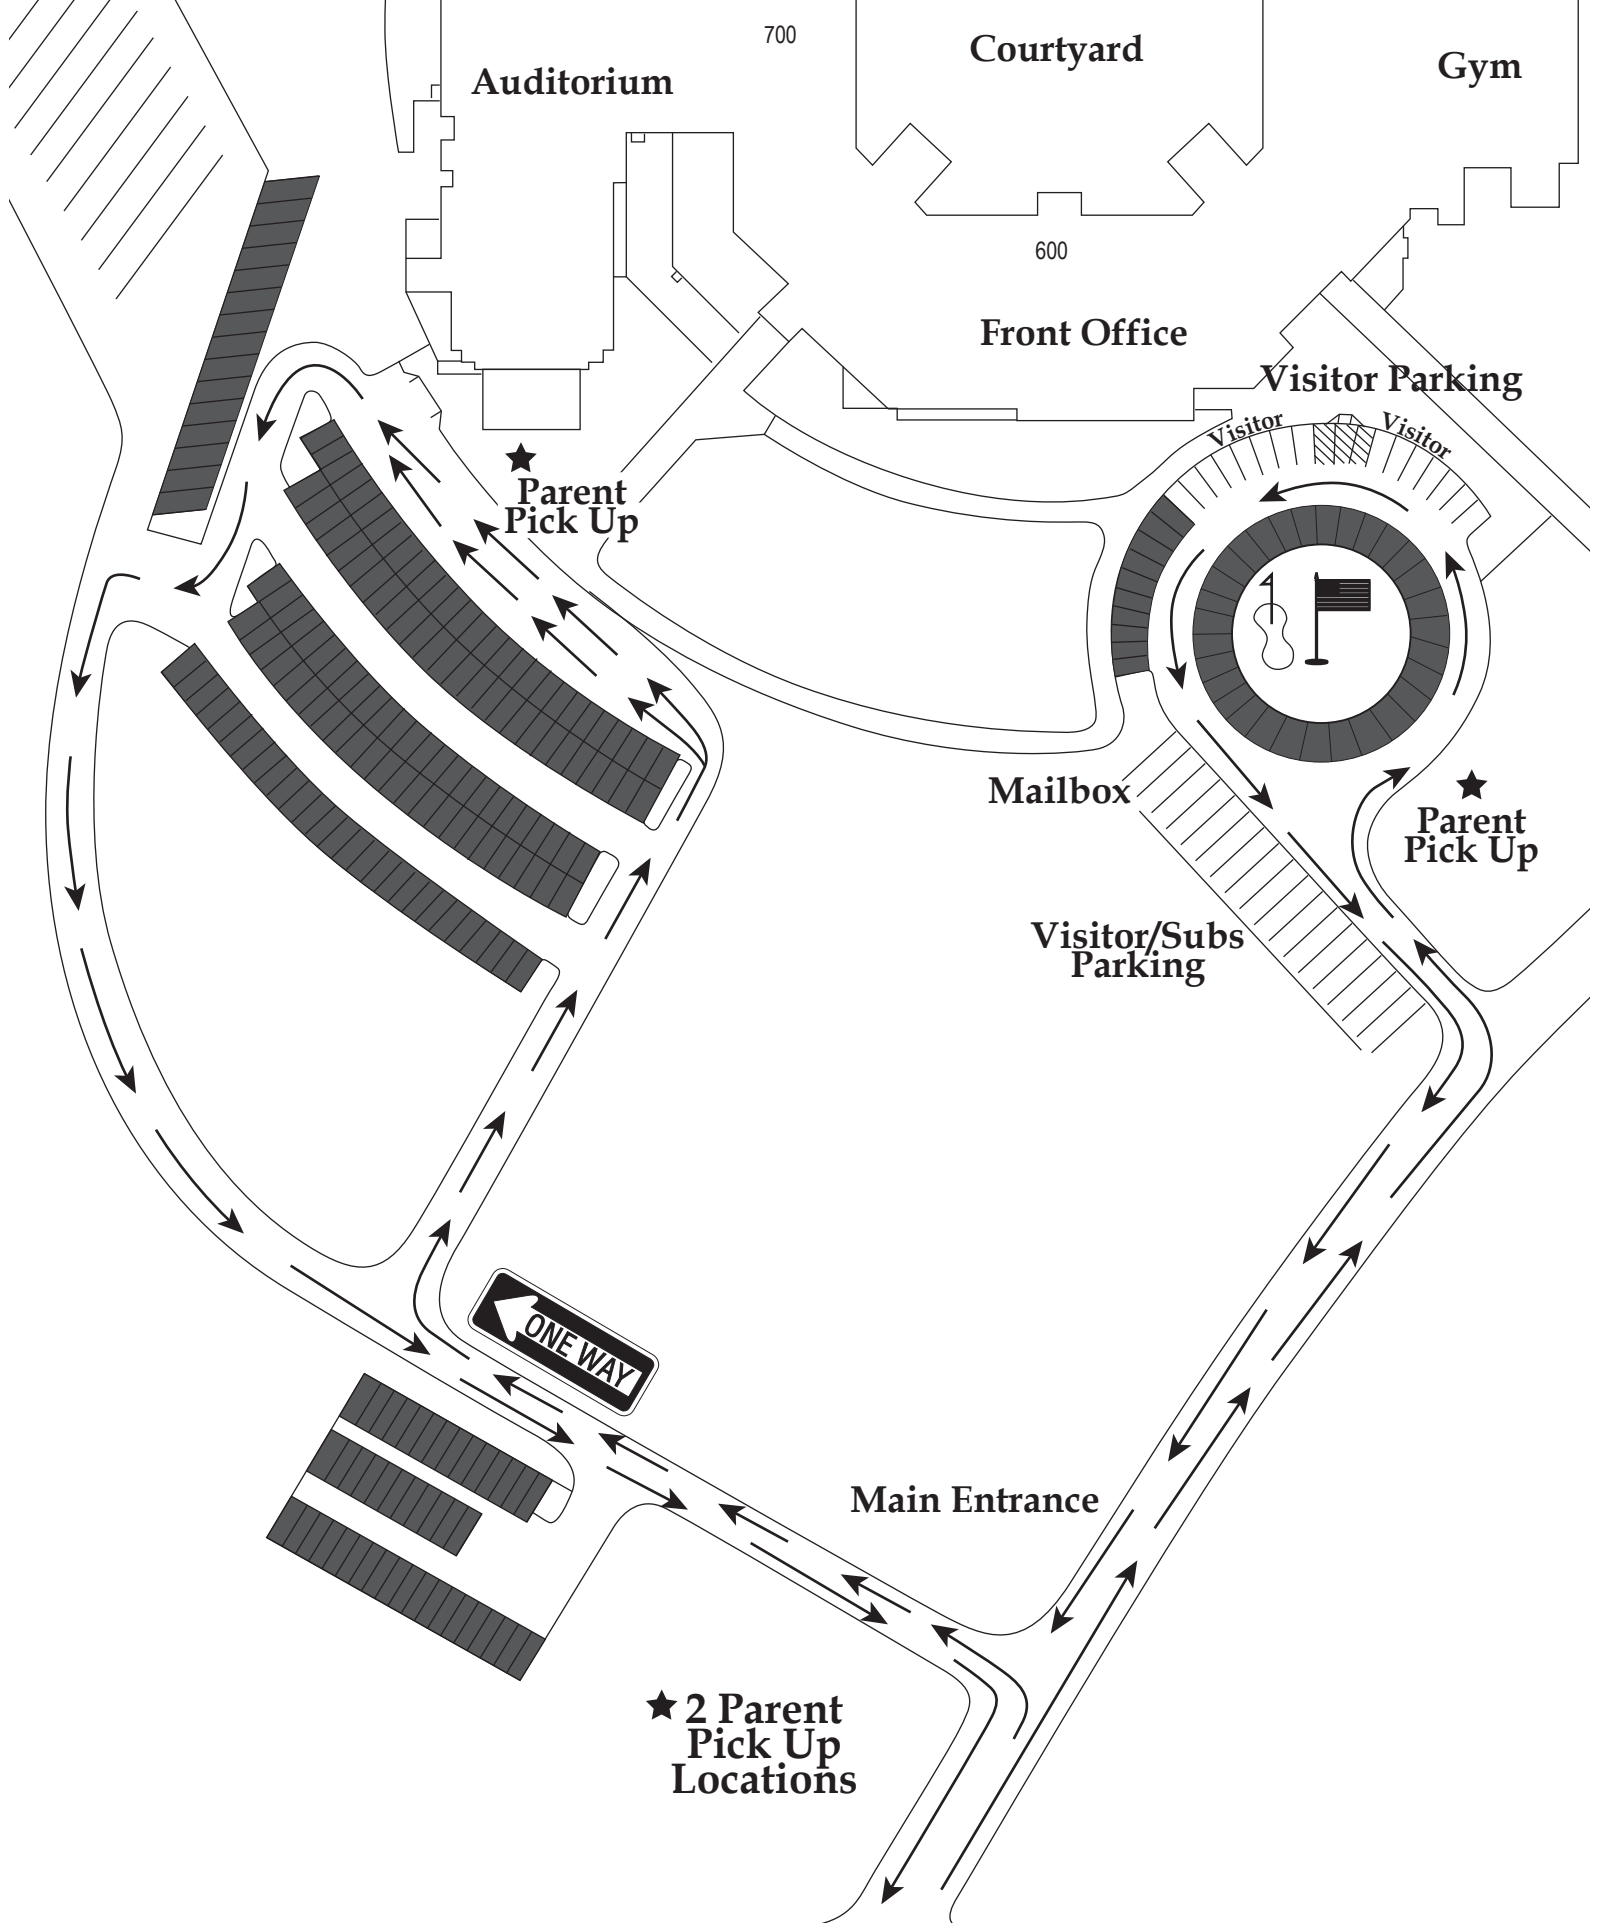 700
Courtyard
Gym
Auditorium
600
Front Office
Visitor Parking
Visitor
Visitor
Parent
Pick Up
Mailbox
Parent
Pick Up
Visitor/Subs
Parking
ONE WAY
Main Entrance
2 Parent
Pick Up
Locations